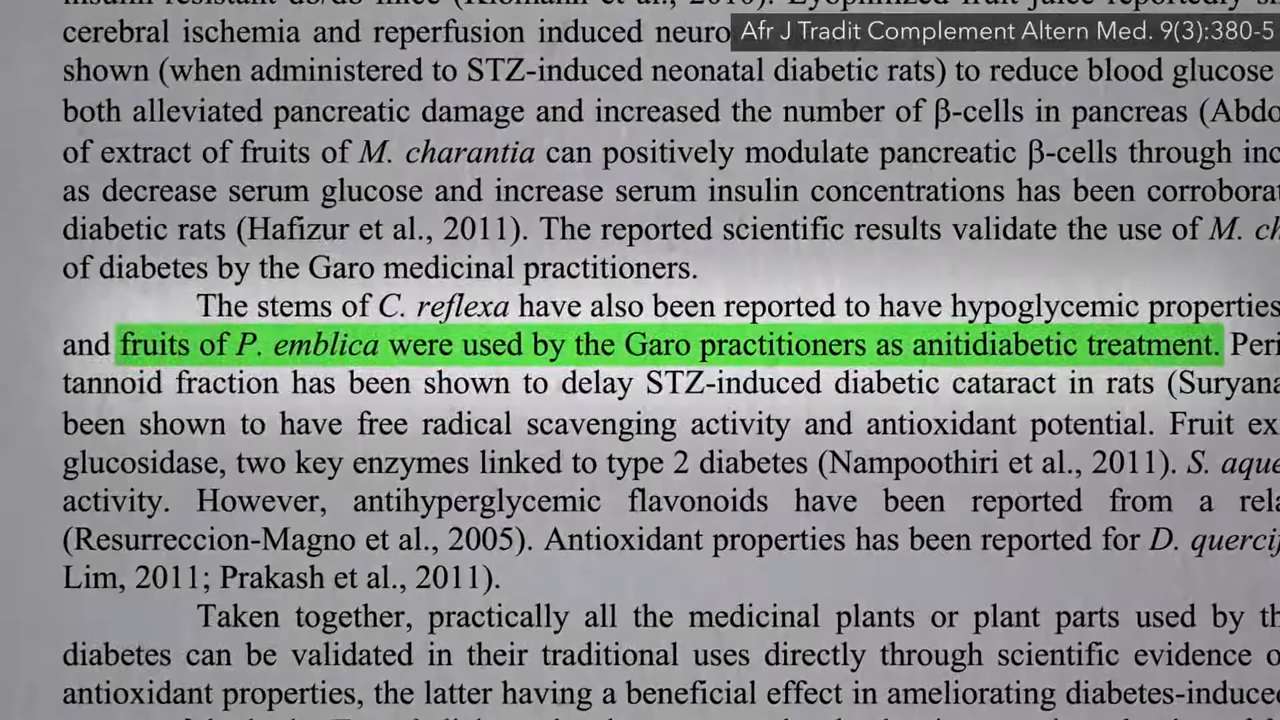 cerebral ischemia and reperfusion induced neuro
Afr J Tradit Complement Altern Med. 9(3):380-5
shown (when administered to STZ-induced neonatal diabetic rats) to reduce blood glucose
both alleviated pancreatic damage and increased the number of β-cells in pancreas (Abdo
of extract of fruits of M. charantia can positively modulate pancreatic β-cells through inc
as decrease serum glucose and increase serum insulin concentrations has been corroborat
diabetic rats (Hafizur et al., 2011). The reported scientific results validate the use of M. ch
of diabetes by the Garo medicinal practitioners.
The stems of C. reflexa have also been reported to have hypoglycemic properties
and fruits of P. emblica were used by the Garo practitioners as anitidiabetic treatment. Peri
tannoid fraction has been shown to delay STZ-induced diabetic cataract in rats (Suryana
been shown to have free radical scavenging activity and antioxidant potential. Fruit ex
glucosidase, two key enzymes linked to type 2 diabetes (Nampoothiri et al., 2011). S. aque
activity. However, antihyperglycemic flavonoids have been reported from a rela
(Resurreccion-Magno et al., 2005). Antioxidant properties has been reported for D. quercif
Lim, 2011; Prakash et al., 2011).
Taken together, practically all the medicinal plants or plant parts used by th
diabetes can be validated in their traditional uses directly through scientific evidence o
antioxidant properties, the latter having a beneficial effect in ameliorating diabetes-induce